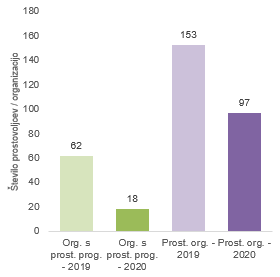 180
160
140
120
100
80
60
40
20
0
Število prostovoljcev / organizacijo
62
18
153
97
Org. s
prost. prog.
- 2019
Org. s
prost. prog.
- 2020
Prost. org. -
2019
Prost. org. -
2020